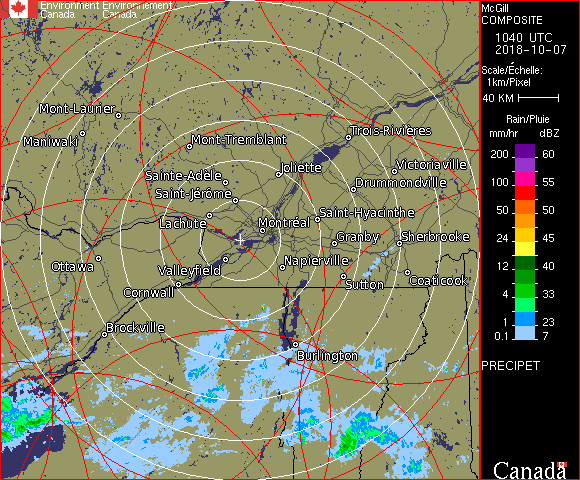 Environment Environnement
Canada Canada
McGill
COMPOSITE
1040 UTC
2018-10-07
Scale/Échelle:
1km/Pixel
40 KM
Rain/Pluie
mm/hr dBZ
200 60
55
100 55
50 50
24 45
12 40
4 33
1 23
0.1 7
PRECIPET
Canada
Mont-Laurier
Maniwaki
Mont-Tremblant
Trois-Rivières
Sainte-Adèle
Joliette
Victoriaville
Saint-Jérôme
Drummondville
Lachute
Montréal
Saint-Hyacinthe
Granby
Sherbrooke
Ottawa
Valleyfield
Napierville
Cornwall
Sutton
Coaticook
Brockville
Burlington